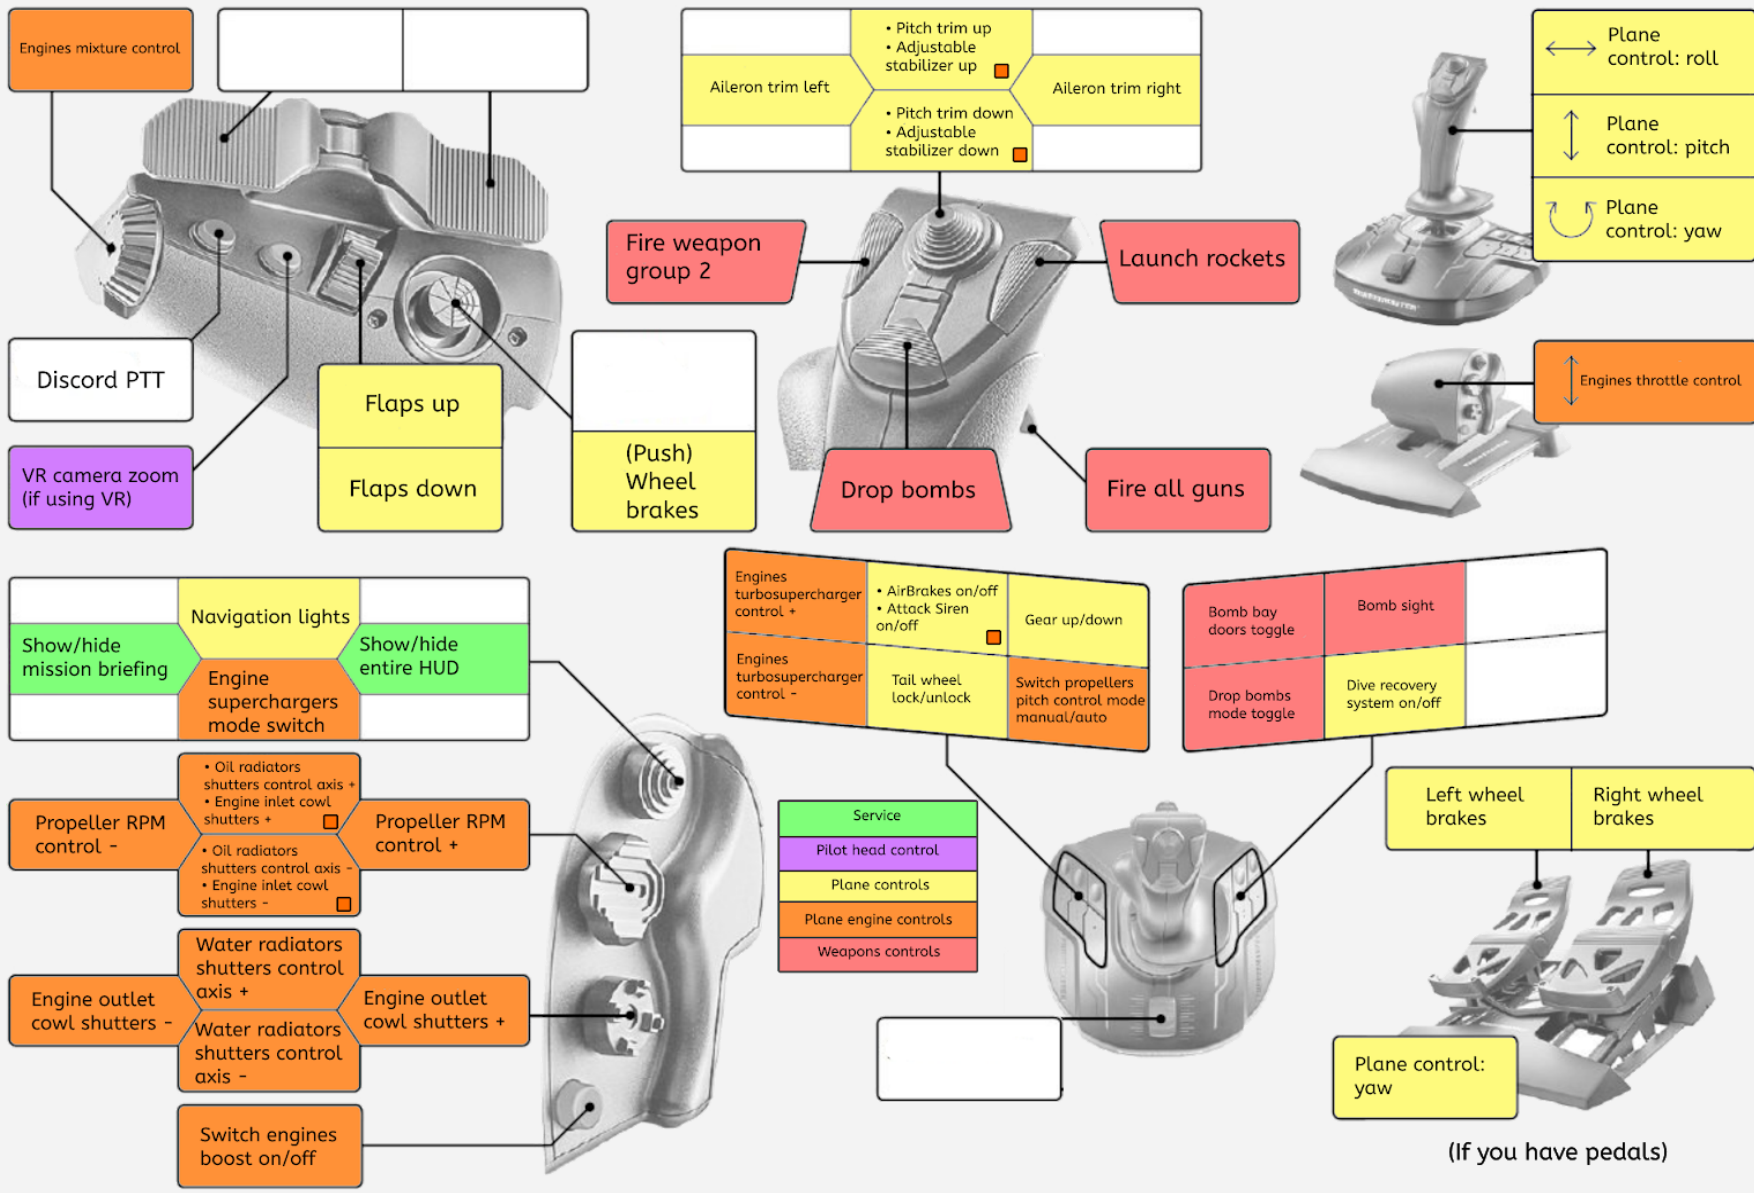 Engines mixture control
Discord PTT
VR camera zoom
(if using VR)
Flaps up
Flaps down
(Push)
Wheel
brakes
• Pitch trim up
• Adjustable
stabilizer up
Aileron trim left
Aileron trim right
• Pitch trim down
• Adjustable
stabilizer down
Fire weapon
group 2
Launch rockets
Drop bombs
Fire all guns
Plane
control: roll
Plane
control: pitch
Plane
control: yaw
THRUSTMASTER
Engines throttle control
Navigation lights
Show/hide
mission briefing
Show/hide
entire HUD
Engine
superchargers
mode switch
• Oil radiators
shutters control axis +
• Engine inlet cowl
shutters +
Propeller RPM
control -
Propeller RPM
control +
• Oil radiators
shutters control axis -
• Engine inlet cowl
shutters -
Water radiators
shutters control
axis +
Engine outlet
cowl shutters -
Engine outlet
cowl shutters +
Water radiators
shutters control
axis -
Switch engines
boost on/off
Engines
turbosupercharger
control +
• AirBrakes on/off
• Attack Siren
on/off
Gear up/down
Engines
turbosupercharger
control -
Tail wheel
lock/unlock
Switch propellers
pitch control mode
manual/auto
Bomb bay
doors toggle
Bomb sight
Drop bombs
mode toggle
Dive recovery
system on/off
Service
Pilot head control
Plane controls
Plane engine controls
Weapons controls
Left wheel
brakes
Right wheel
brakes
Plane control:
yaw
(If you have pedals)